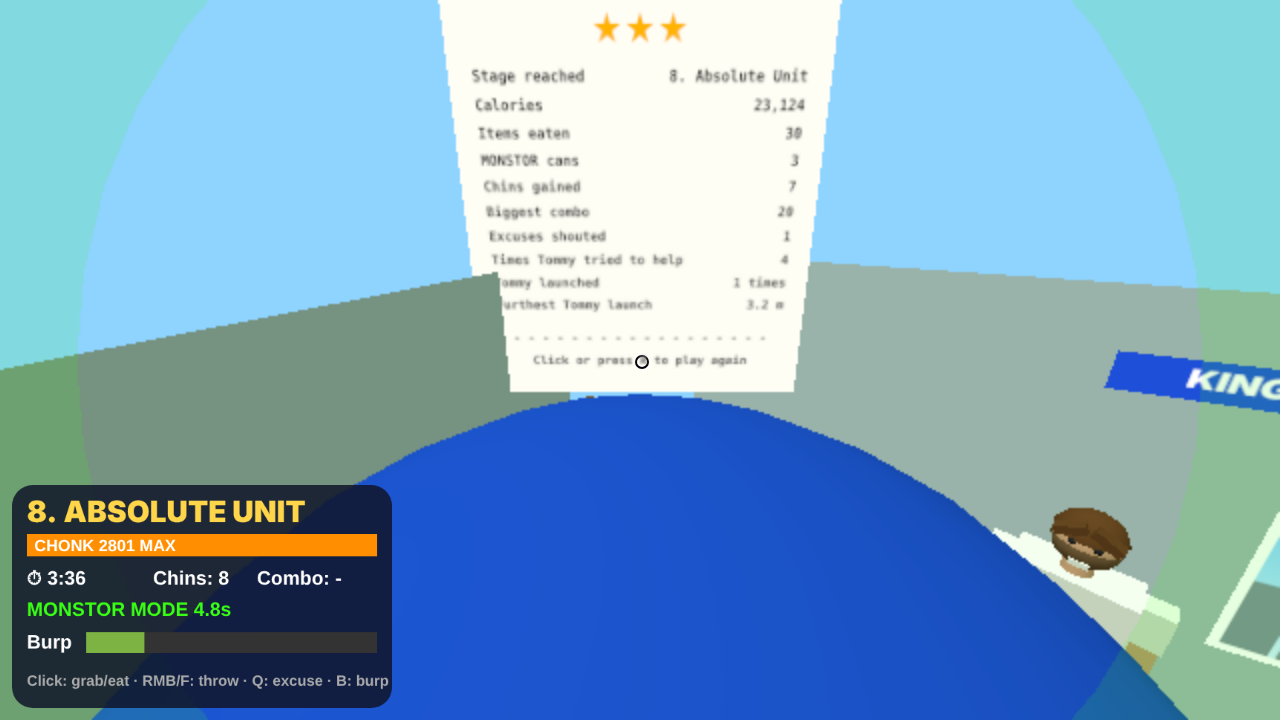 ★★★
Stage reached 8. Absolute Unit
Calories 23,124
Items eaten 30
MONSTOR cans 3
Chins gained 7
Biggest combo 20
Excuses shouted 1
Times Tommy tried to help 4
ommy launched 1 times
urthest Tommy launch 3.2 m
- - - - - - - - - - - - - - - - - -
Click or press to play again
KING
8. ABSOLUTE UNIT
CHONK 2801 MAX
⏱ 3:36 Chins: 8 Combo: -
MONSTOR MODE 4.8s
Burp
Click: grab/eat · RMB/F: throw · Q: excuse · B: burp